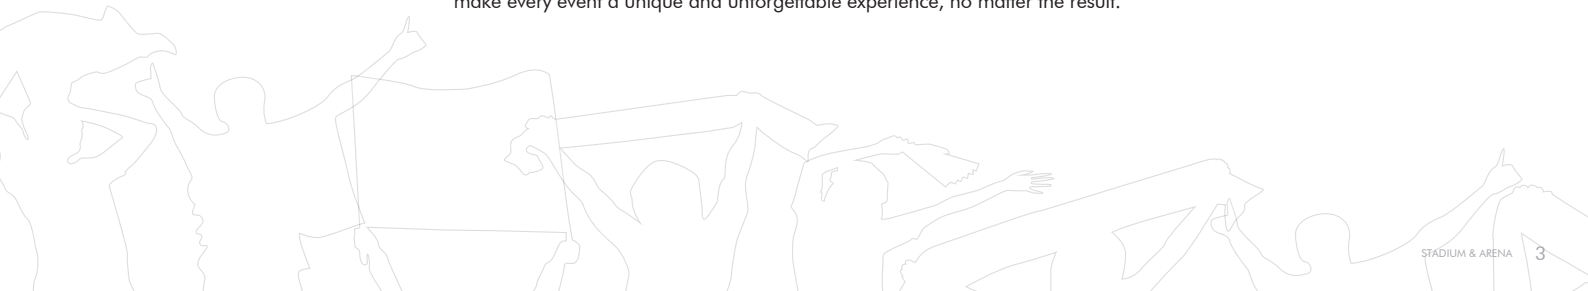 make every event a unique and unforgettable experience, no matter the result.
STADIUM & ARENA 3